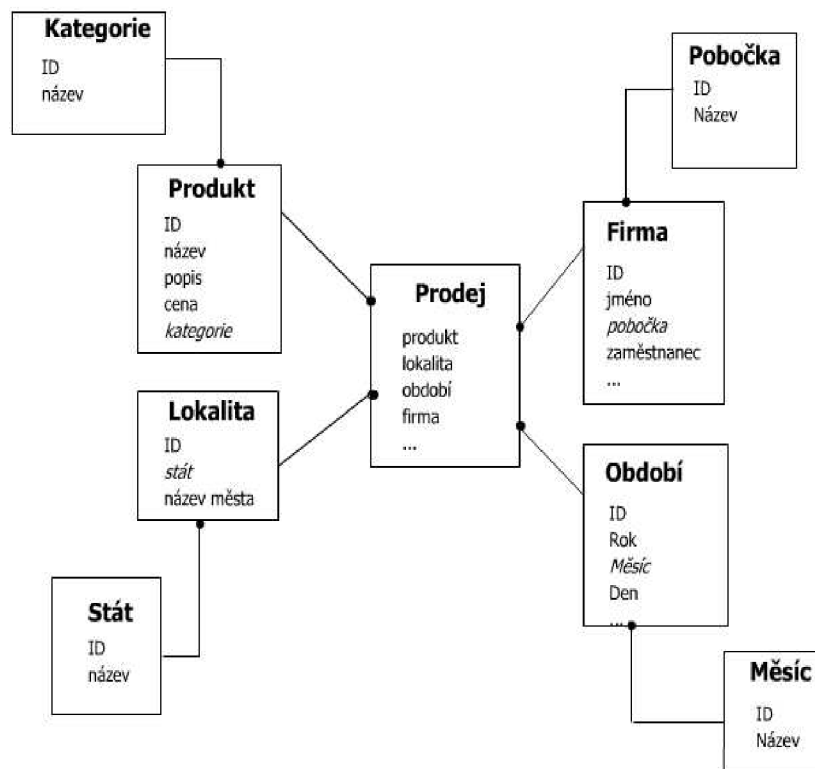 Kategorie
ID
název
Pobočka
ID
Název
Produkt
ID
název
popis
cena
kategorie
Firma
ID
jméno
pobočka
zaměstnanec
...
Prodej
produkt
lokalita
období
firma
...
Lokalita
ID
stát
název města
Období
ID
Rok
Měsíc
Den
...
Stát
ID
název
Měsíc
ID
Název